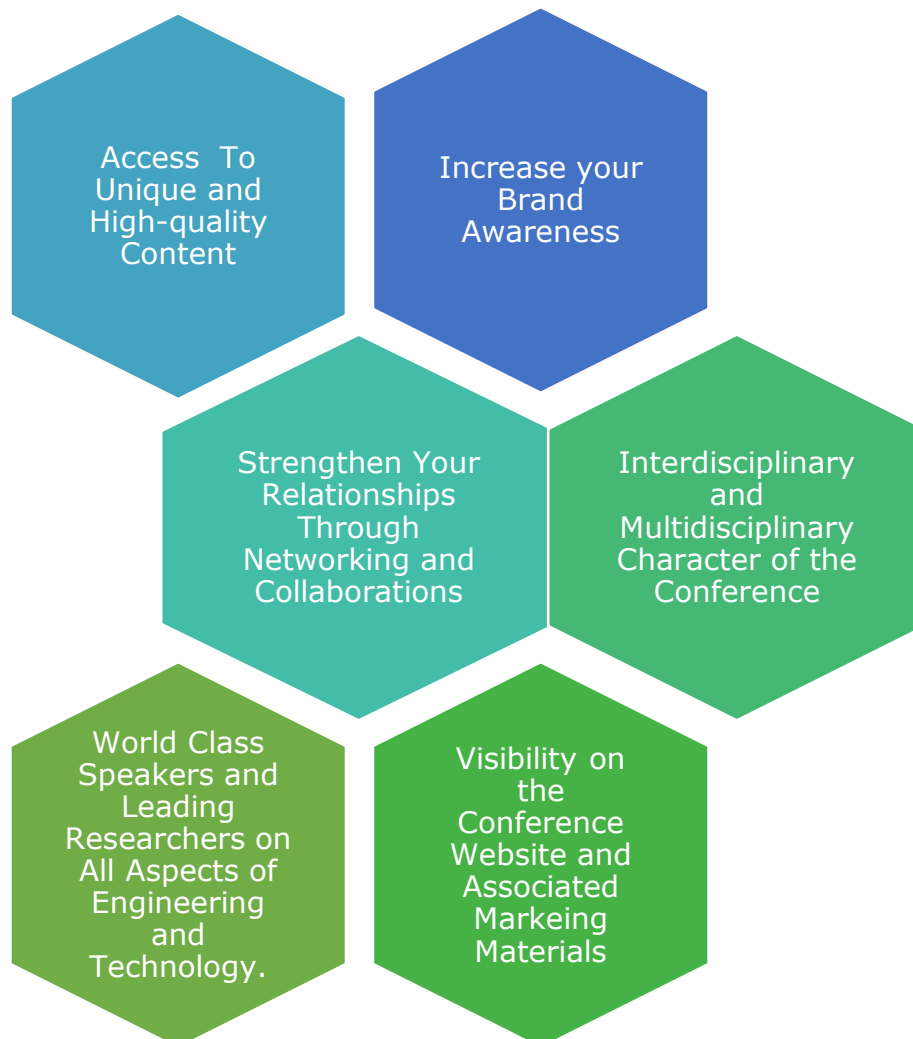 Access  To
Unique and
High-quality
Content
Increase your
Brand
Awareness
Strengthen Your
Relationships
Through
Networking and
Collaborations
Interdisciplinary
and
Multidisciplinary
Character of the
Conference
World Class
Speakers and
Leading
Researchers on
All Aspects of
Engineering
and
Technology.
Visibility on
the
Conference
Website and
Associated
Markeing
Materials